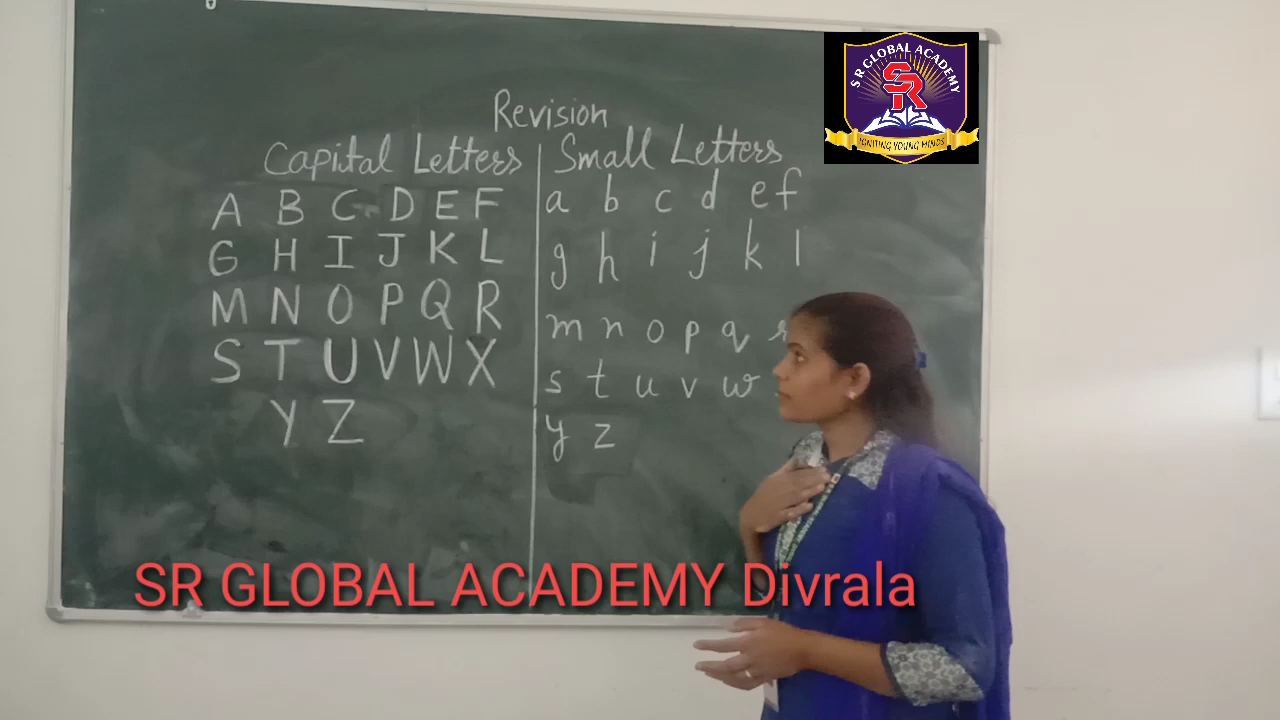 Revision
Capital Letters
A B C D E F
G H I J K L
M N O P Q R
S T U V W X
Y Z
Small Letters
a b c d e f
g h i j k l
m n o p q r
s t u v w
y z
S R GLOBAL ACADEMY
SR
IGNITING YOUNG MINDS
SR GLOBAL ACADEMY Divrala